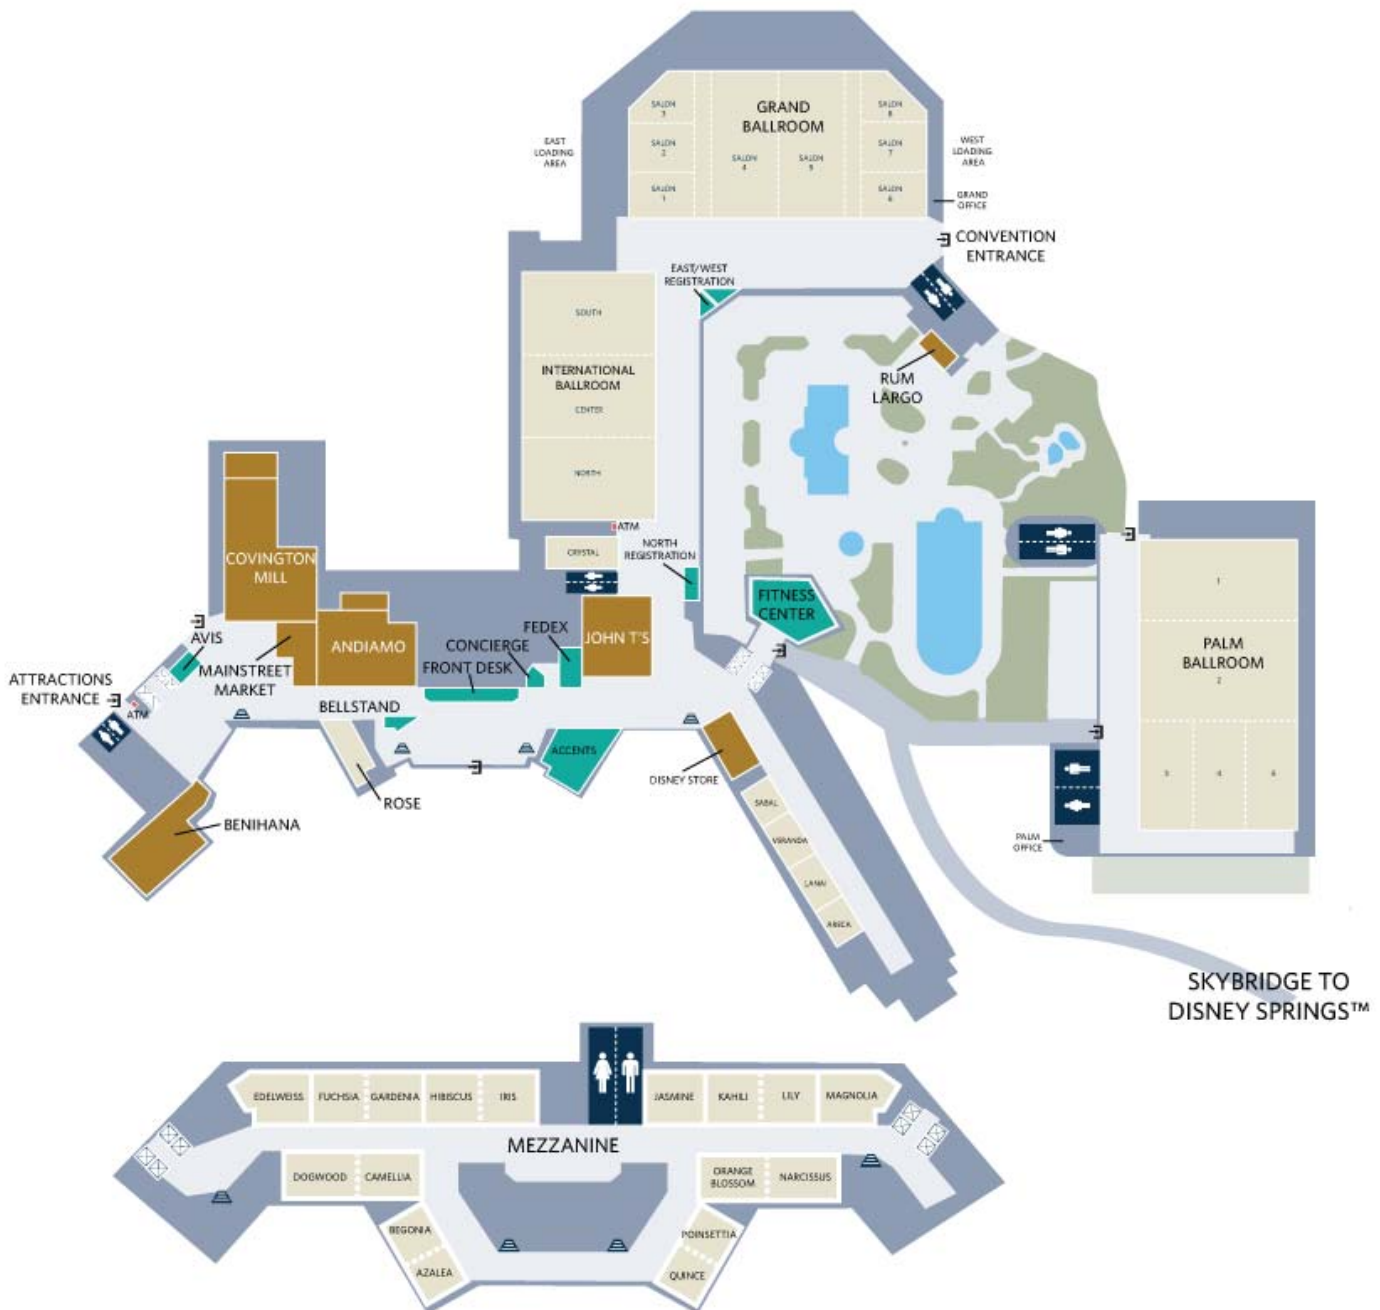 GRAND
BALLROOM
SALON
3
SALON
2
SALON
1
SALON
4
SALON
5
SALON
8
SALON
7
SALON
6
EAST
LOADING
AREA
WEST
LOADING
AREA
GRAND
OFFICE
CONVENTION
ENTRANCE
EAST/WEST
REGISTRATION
SOUTH
INTERNATIONAL
BALLROOM
CENTER
NORTH
RUM
LARGO
ATM
CRYSTAL
NORTH
REGISTRATION
FITNESS
CENTER
COVINGTON
MILL
AVIS
MAINSTREET
MARKET
ANDIAMO
CONCIERGE
FRONT DESK
FEDEX
JOHN T'S
ATTRACTIONS
ENTRANCE
ATM
BELLSTAND
ACCENTS
ROSE
BENIHANA
DISNEY STORE
SABAL
VERANDA
LANAI
ARECA
1
PALM
BALLROOM
2
3
4
PALM
OFFICE
SKYBRIDGE TO
DISNEY SPRINGS™
EDELWEISS
FUCHSIA
GARDENIA
HIBISCUS
IRIS
JASMINE
KAHILI
LILY
MAGNOLIA
MEZZANINE
DOGWOOD
CAMELLIA
ORANGE
BLOSSOM
NARCISSUS
BEGONIA
AZALEA
POINSETTIA
QUINCE